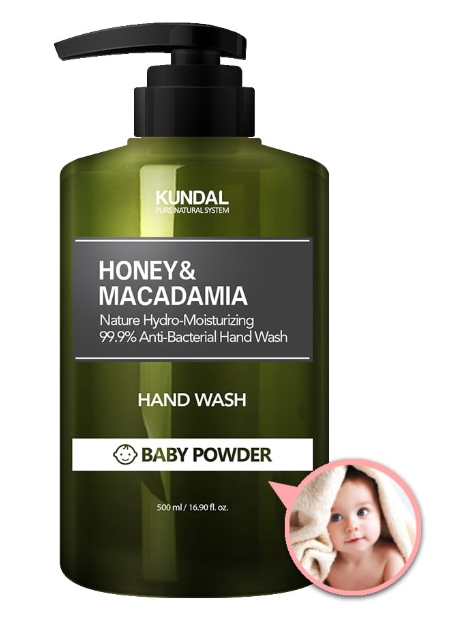 KUNDAL
PURE NATURAL SYSTEM
HONEY&
MACADAMIA
Nature Hydro-Moisturizing
99.9% Anti-Bacterial Hand Wash
HAND WASH
BABY POWDER
500 ml / 16.90 fl. oz.